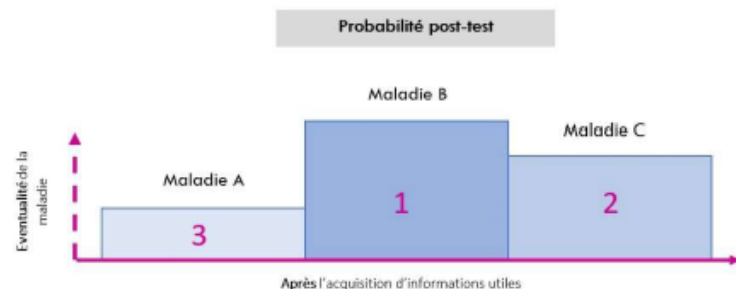 Probabilité post-test
Maladie B
Maladie C
Maladie A
Eventualité de la
maladie
1
2
3
Après l'acquisition d'informations utiles